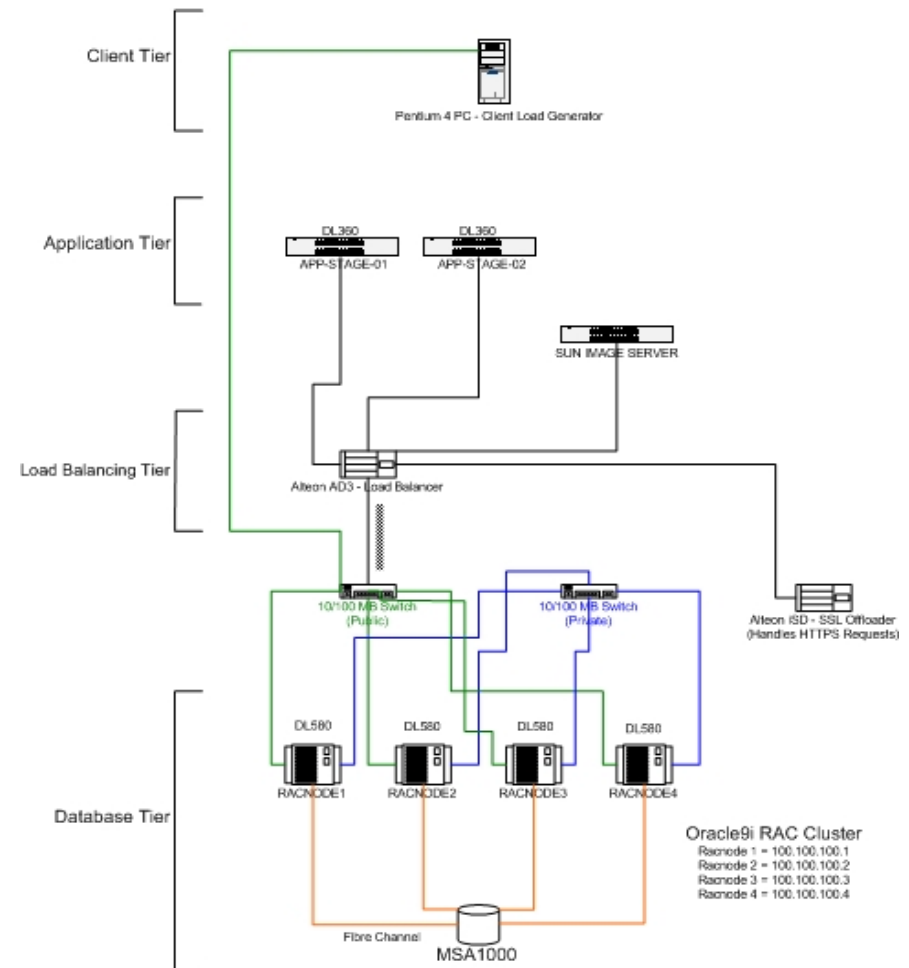 Client Tier
Pentium 4 PC - Client Load Generator
Application Tier
DL360
APP-STAGE-01
DL360
APP-STAGE-02
SUN IMAGE SERVER
Load Balancing Tier
Alteon AD3 - Load Balancer
10/100 MB Switch
(Public)
10/100 MB Switch
(Private)
Alteon ISD - SSL Offloader
(Handles HTTPS Requests)
Database Tier
DL580
RACNODE1
DL580
RACNODE2
DL580
RACNODE3
DL580
RACNODE4
Oracle9i RAC Cluster
Racnode 1 = 100.100.100.1
Racnode 2 = 100.100.100.2
Racnode 3 = 100.100.100.3
Racnode 4 = 100.100.100.4
Fibre Channel
MSA1000